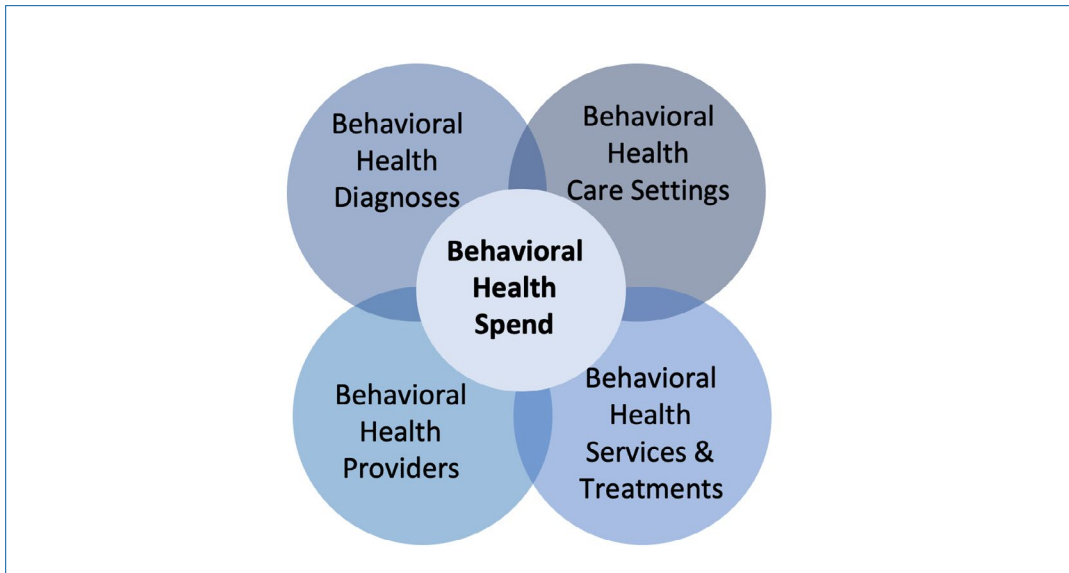 Behavioral
Health
Diagnoses
Behavioral
Health
Care Settings
Behavioral
Health
Spend
Behavioral
Health
Providers
Behavioral
Health
Services &
Treatments